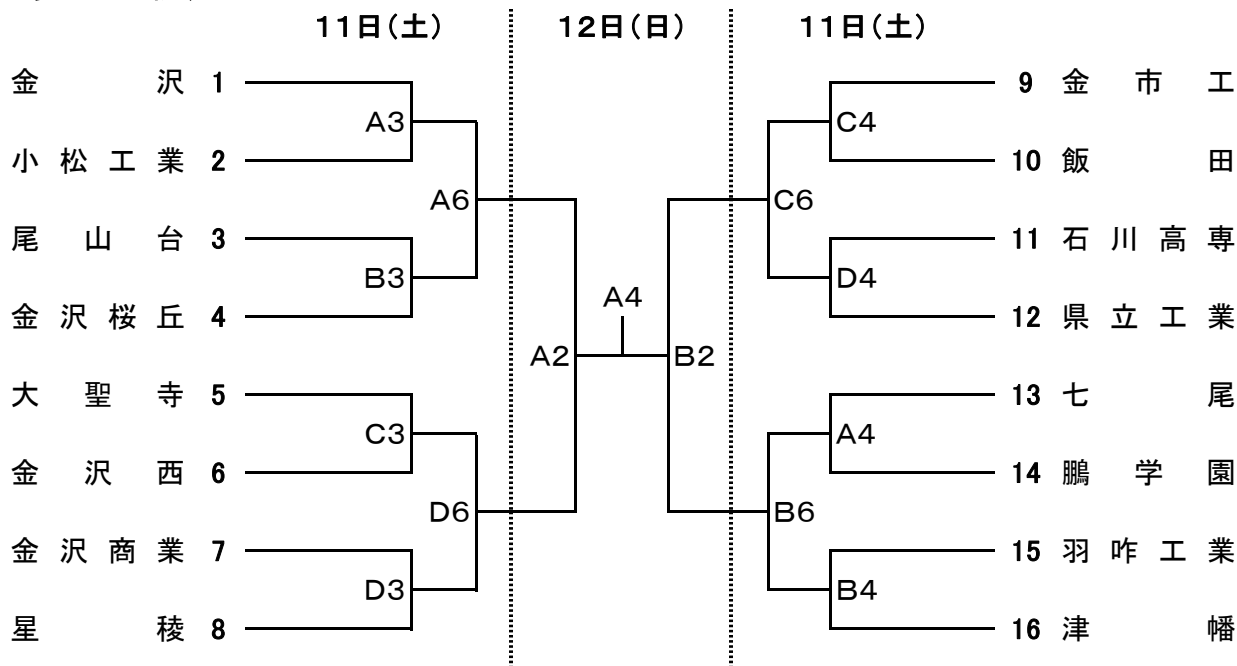 11日(土) 12日(日) 11日(土)
金沢 1 9 金市工
A3 C4
小松工業 2 10 飯田
A6 C6
尾山台 3 11 石川高専
B3 D4
A4
金沢桜丘 4 12 県立工業
A2 B2
大聖寺 5 13 七尾
C3 A4
金沢西 6 14 鵬学園
D6 B6
金沢商業 7 15 羽咋工業
D3 B4
星稜 8 16 津幡